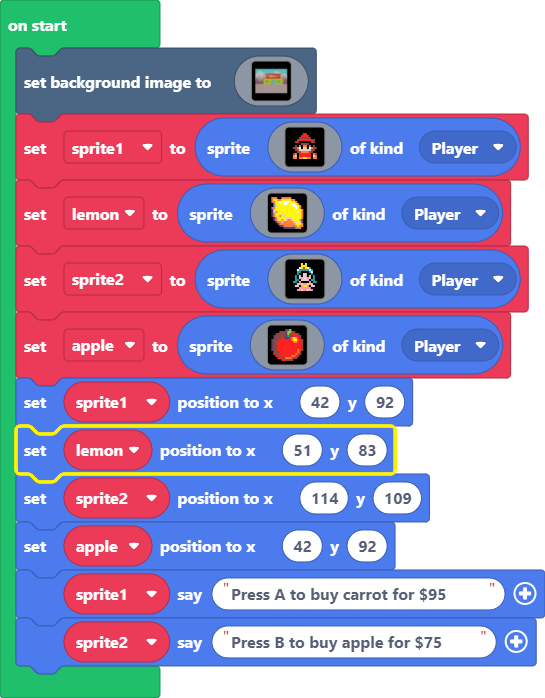 on start
set background image to
set sprite1 to sprite of kind Player
set lemon to sprite of kind Player
set sprite2 to sprite of kind Player
set apple to sprite of kind Player
set sprite1 position to x 42 y 92
set lemon position to x 51 y 83
set sprite2 position to x 114 y 109
set apple position to x 42 y 92
sprite1 say "Press A to buy carrot for $95"
sprite2 say "Press B to buy apple for $75"